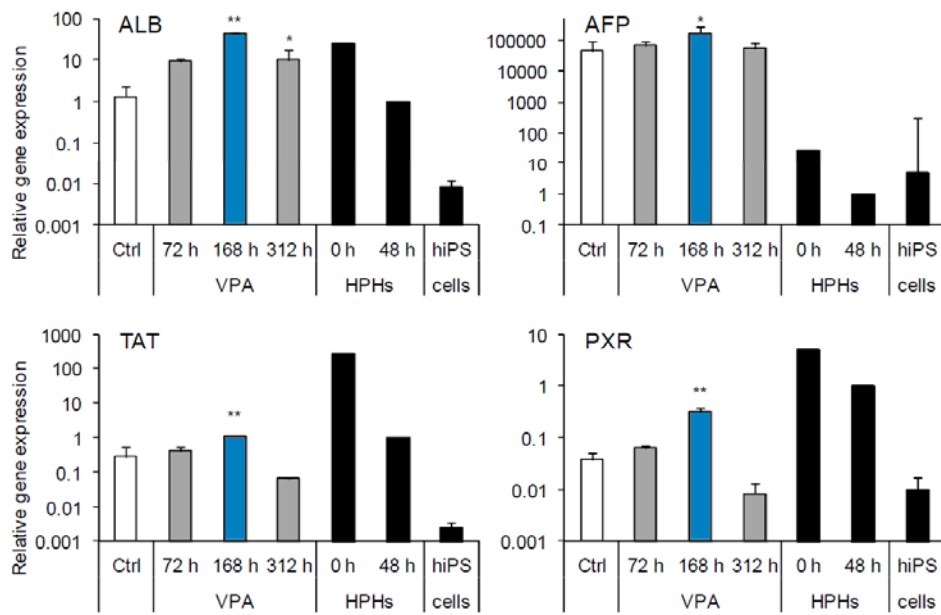 ALB
Relative gene expression
100
10
1
0.1
0.01
0.001
**
*
Ctrl 72 h 168 h 312 h 0 h 48 h hiPS
VPA HPHs cells
AFP
100000
10000
1000
100
10
1
0.1
*
Ctrl 72 h 168 h 312 h 0 h 48 h hiPS
VPA HPHs cells
TAT
Relative gene expression
1000
100
10
1
0.1
0.01
0.001
**
Ctrl 72 h 168 h 312 h 0 h 48 h hiPS
VPA HPHs cells
PXR
10
1
0.1
0.01
0.001
**
Ctrl 72 h 168 h 312 h 0 h 48 h hiPS
VPA HPHs cells